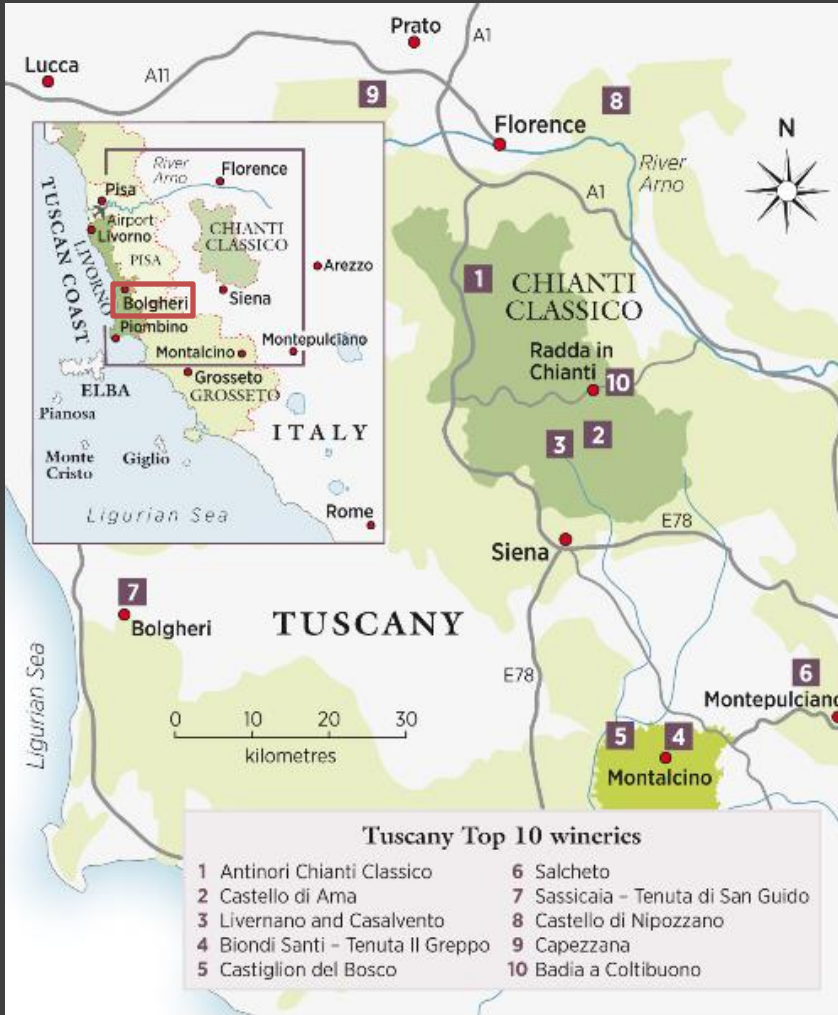 Prato
A1
Lucca
A11
9
8
Florence
N
River
Arno
A1
River
Arno
Florence
Pisa
Airport
Livorno
TUSCAN COAST
LIVORNO
PISA
CHIANTI
CLASSICO
Arezzo
Siena
Bolgheri
Piombino
Montepulciano
Montalcino
ELBA
Grosseto
GROSSETO
Pianosa
ITALY
Monte
Cristo
Giglio
Ligurian Sea
Rome
1
CHIANTI
CLASSICO
Radda in
Chianti
10
3
2
E78
Siena
7
Bolgheri
TUSCANY
Ligurian Sea
E78
6
Montepulciano
0 10 20 30
kilometres
5
4
Montalcino
Tuscany Top 10 wineries
1 Antinori Chianti Classico
2 Castello di Ama
3 Livernano and Casalvento
4 Biondi Santi – Tenuta Il Greppo
5 Castiglion del Bosco
6 Salcheto
7 Sassicaia – Tenuta di San Guido
8 Castello di Nipozzano
9 Capezzana
10 Badia a Coltibuono